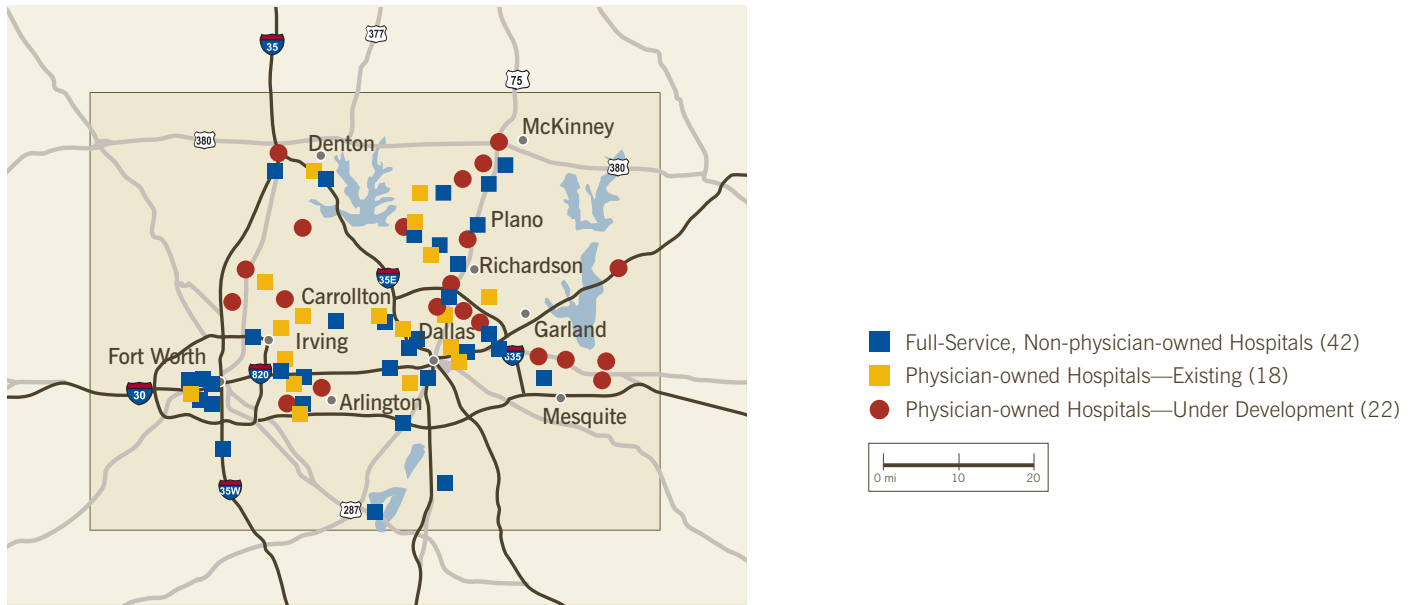 377
35
75
McKinney
380
Denton
380
Plano
Richardson
35E
Carrollton
Dallas
Garland
Irving
635
Fort Worth
820
30
Arlington
Mesquite
35W
287
Full-Service, Non-physician-owned Hospitals (42)
Physician-owned Hospitals—Existing (18)
Physician-owned Hospitals—Under Development (22)
0 mi 10 20